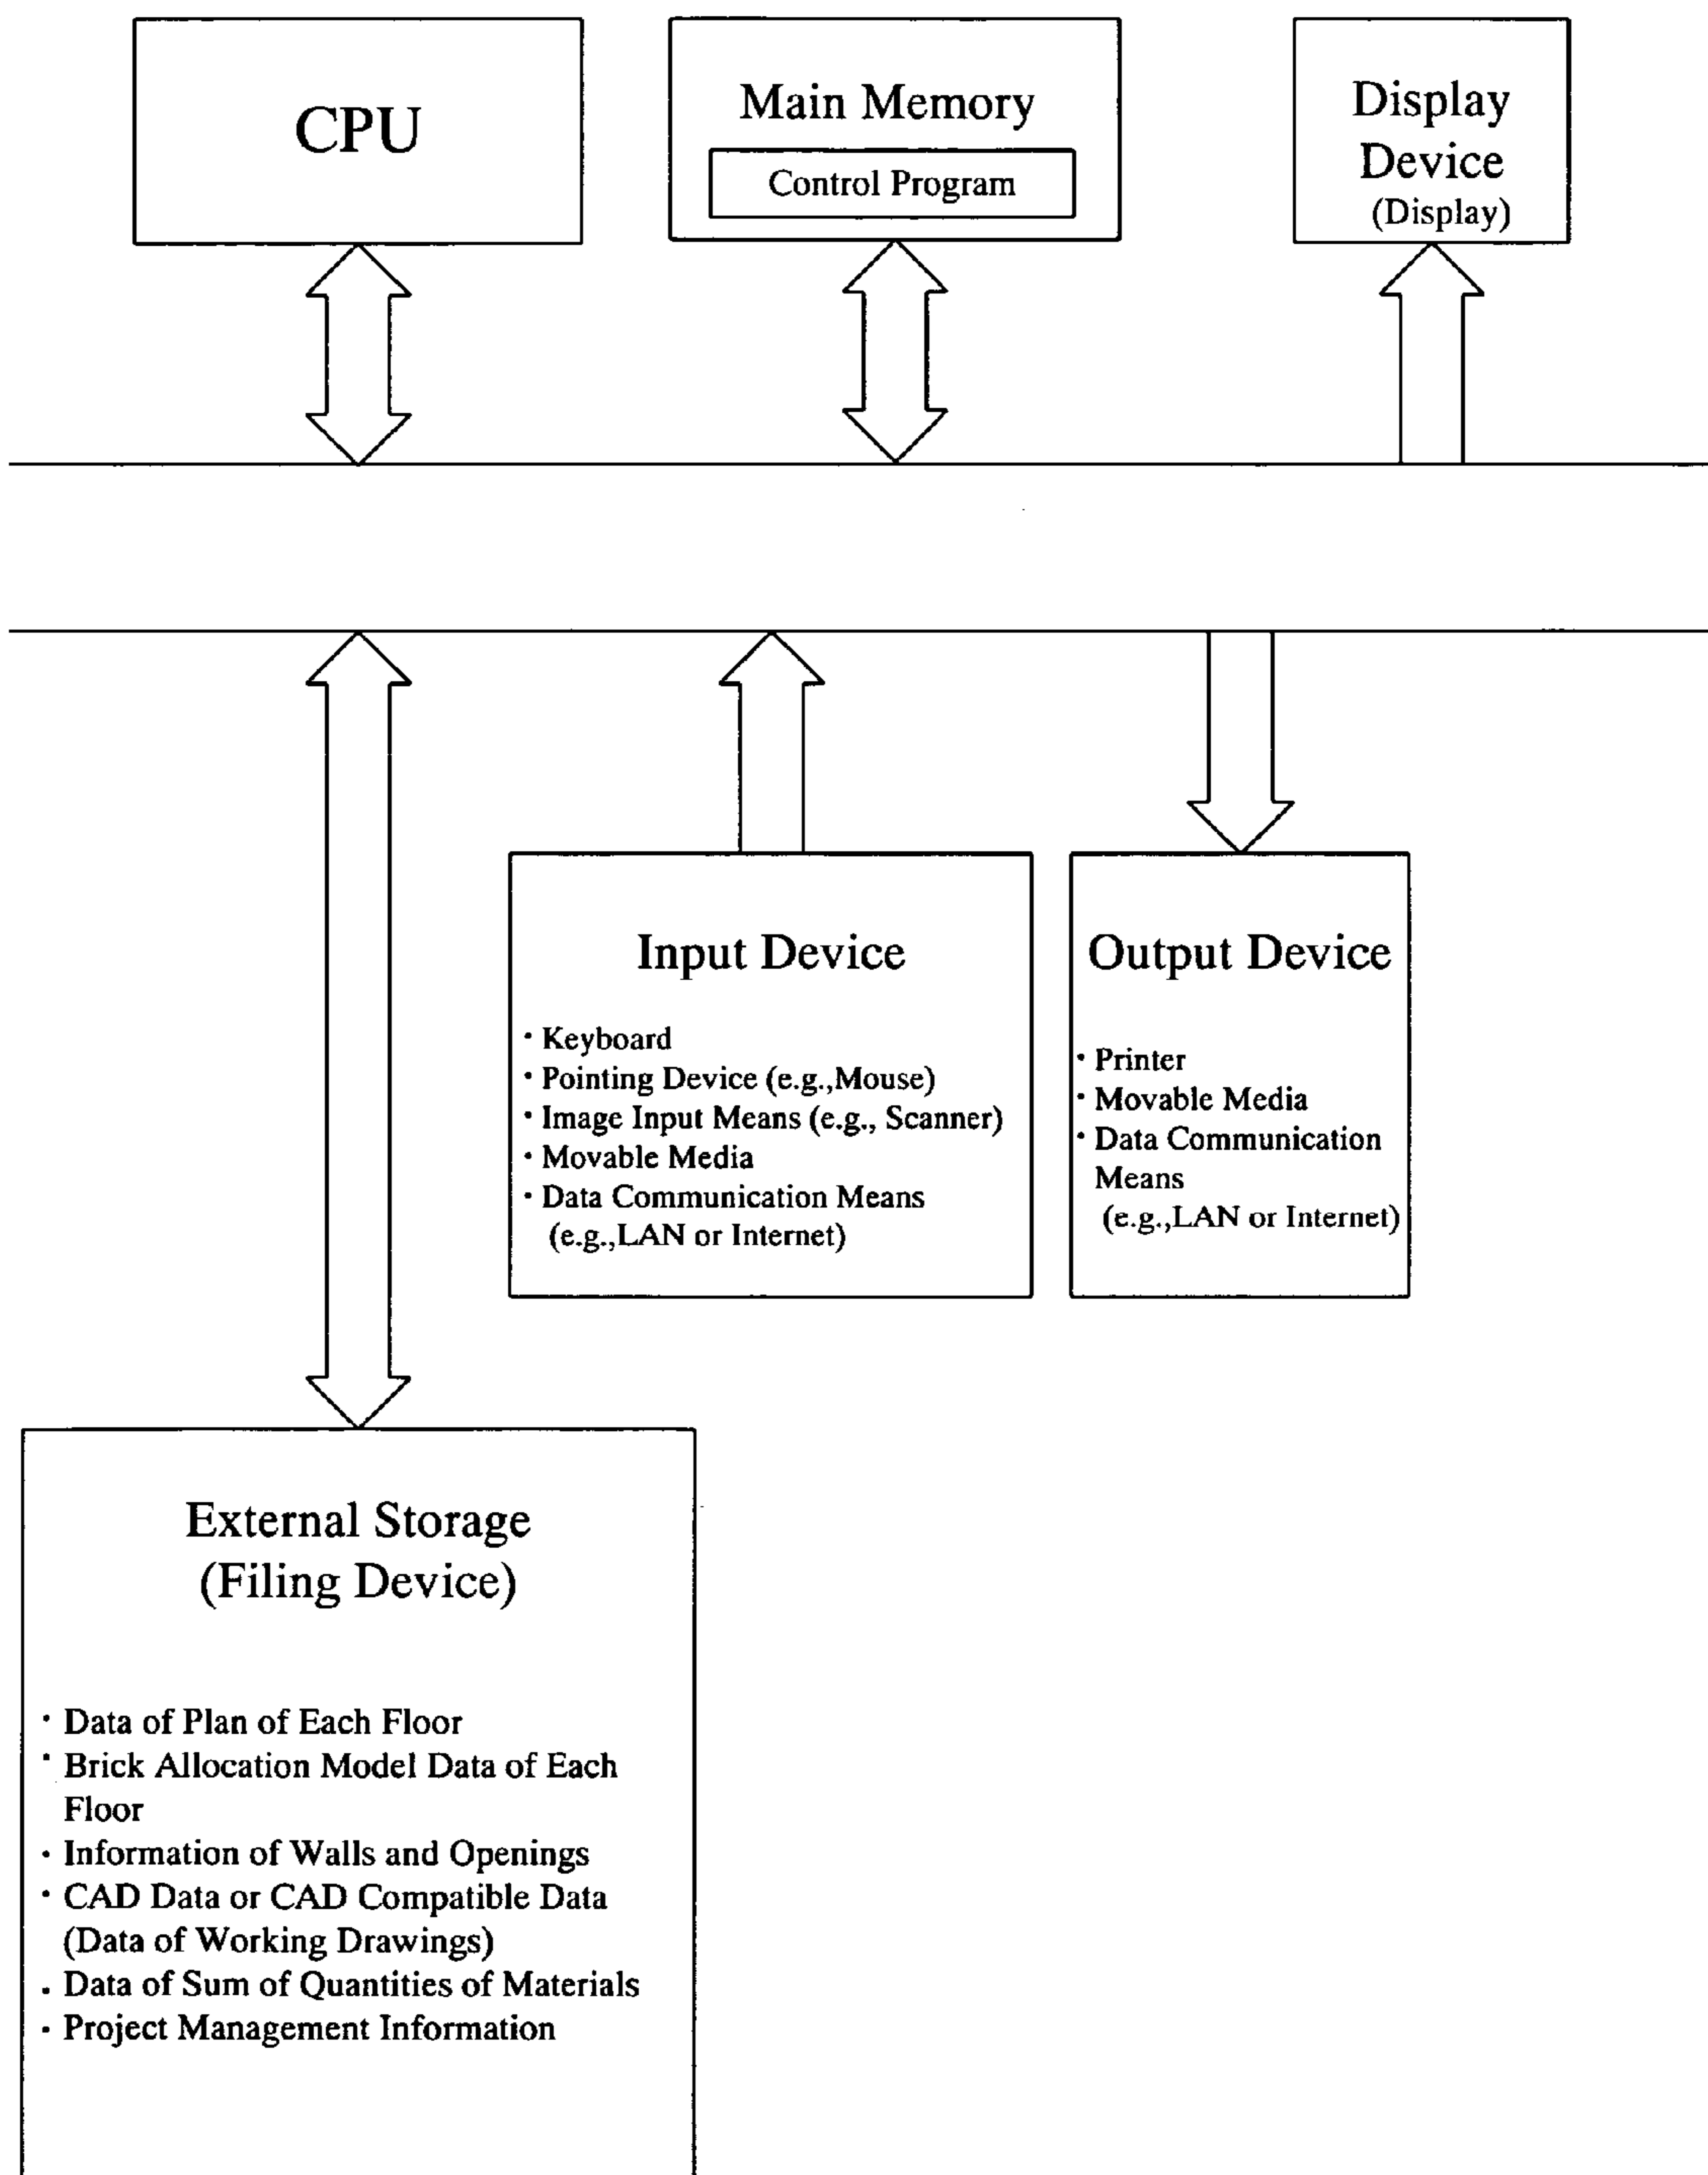 CPU
Main Memory
Control Program
Display
Device
(Display)
Input Device
・Keyboard
・Pointing Device (e.g.,Mouse)
・Image Input Means (e.g., Scanner)
・Movable Media
・Data Communication Means
(e.g.,LAN or Internet)
Output Device
・Printer
・Movable Media
・Data Communication
Means
(e.g.,LAN or Internet)
External Storage
(Filing Device)
・Data of Plan of Each Floor
・Brick Allocation Model Data of Each
Floor
・Information of Walls and Openings
・CAD Data or CAD Compatible Data
(Data of Working Drawings)
・Data of Sum of Quantities of Materials
・Project Management Information